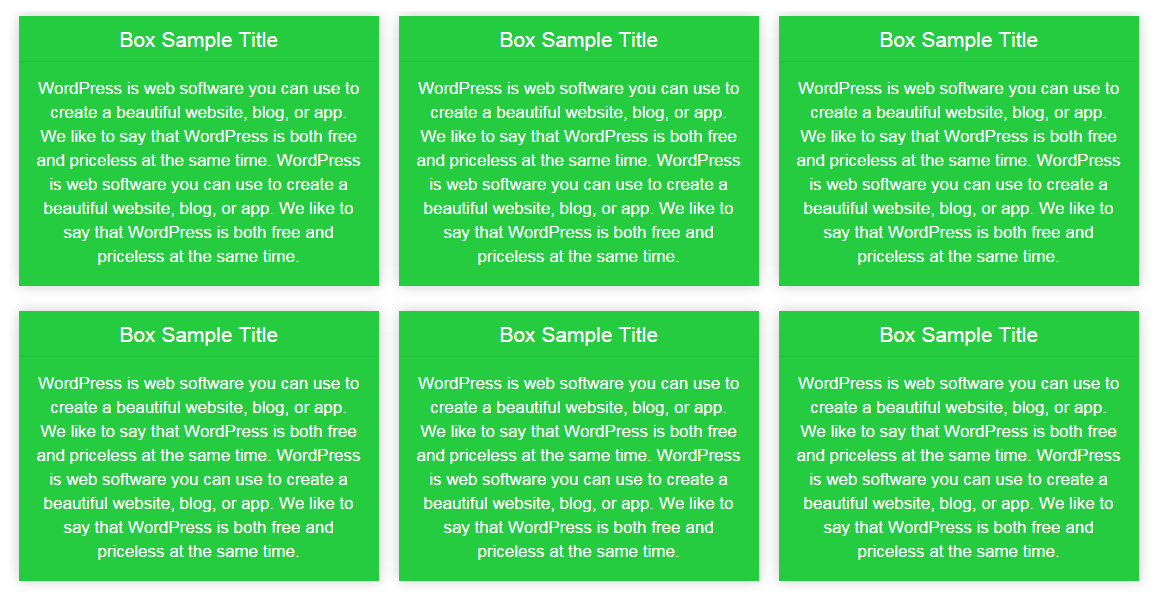 Box Sample Title
WordPress is web software you can use to
create a beautiful website, blog, or app.
We like to say that WordPress is both free
and priceless at the same time. WordPress
is web software you can use to create a
beautiful website, blog, or app. We like to
say that WordPress is both free and
priceless at the same time.
Box Sample Title
WordPress is web software you can use to
create a beautiful website, blog, or app.
We like to say that WordPress is both free
and priceless at the same time. WordPress
is web software you can use to create a
beautiful website, blog, or app. We like to
say that WordPress is both free and
priceless at the same time.
Box Sample Title
WordPress is web software you can use to
create a beautiful website, blog, or app.
We like to say that WordPress is both free
and priceless at the same time. WordPress
is web software you can use to create a
beautiful website, blog, or app. We like to
say that WordPress is both free and
priceless at the same time.
Box Sample Title
WordPress is web software you can use to
create a beautiful website, blog, or app.
We like to say that WordPress is both free
and priceless at the same time. WordPress
is web software you can use to create a
beautiful website, blog, or app. We like to
say that WordPress is both free and
priceless at the same time.
Box Sample Title
WordPress is web software you can use to
create a beautiful website, blog, or app.
We like to say that WordPress is both free
and priceless at the same time. WordPress
is web software you can use to create a
beautiful website, blog, or app. We like to
say that WordPress is both free and
priceless at the same time.
Box Sample Title
WordPress is web software you can use to
create a beautiful website, blog, or app.
We like to say that WordPress is both free
and priceless at the same time. WordPress
is web software you can use to create a
beautiful website, blog, or app. We like to
say that WordPress is both free and
priceless at the same time.